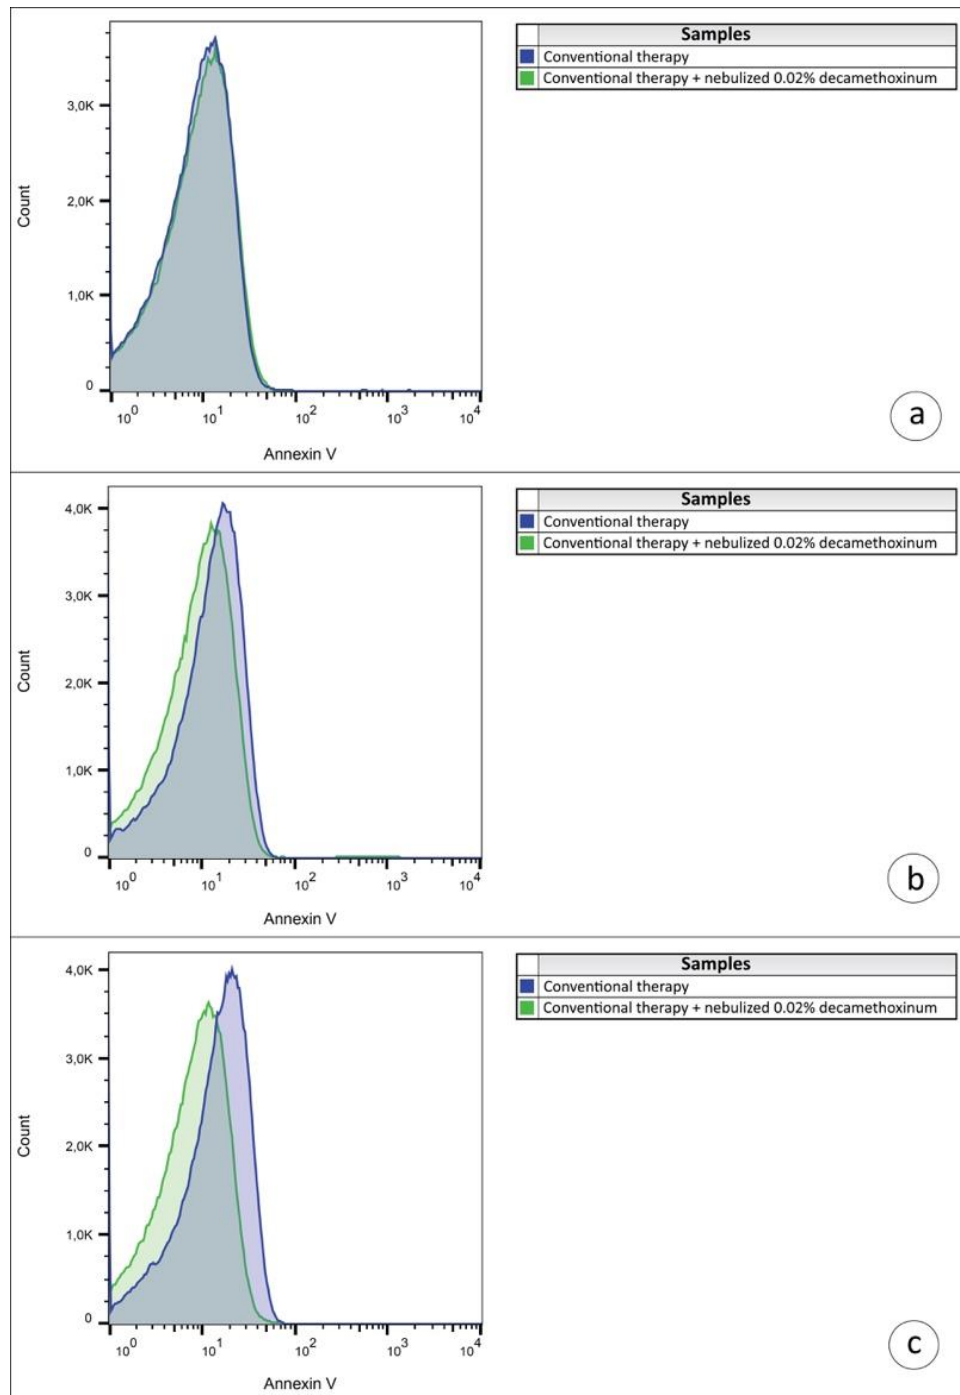 Samples
Conventional therapy
Conventional therapy + nebulized 0.02% decamethoxinum
Count
3,0K
2,0K
1,0K
0
10^0 10^1 10^2 10^3 10^4
Annexin V
a
Samples
Conventional therapy
Conventional therapy + nebulized 0.02% decamethoxinum
Count
4,0K
3,0K
2,0K
1,0K
0
10^0 10^1 10^2 10^3 10^4
Annexin V
b
Samples
Conventional therapy
Conventional therapy + nebulized 0.02% decamethoxinum
Count
4,0K
3,0K
2,0K
1,0K
0
10^0 10^1 10^2 10^3 10^4
Annexin V
c